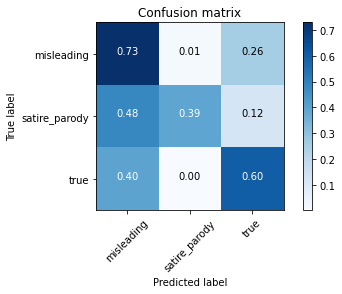 Confusion matrix
True label
misleading
0.73 0.01 0.26
satire_parody
0.48 0.39 0.12
true
0.40 0.00 0.60
misleading
satire_parody
true
Predicted label
0.7
0.6
0.5
0.4
0.3
0.2
0.1